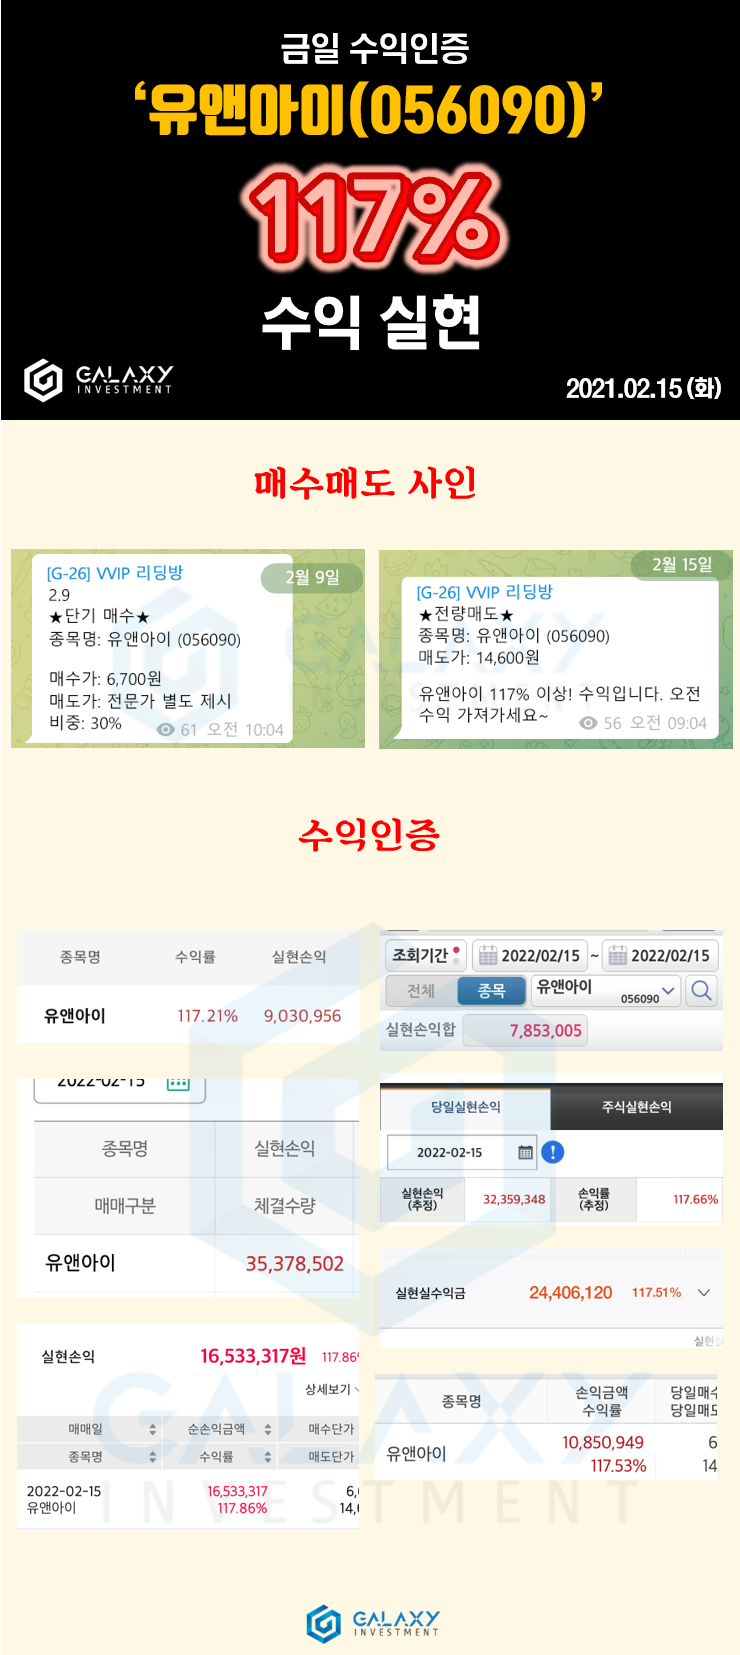 금일 수익인증
‘유앤아이(056090)’
117%
수익 실현
GALAXY
INVESTMENT
2021.02.15 (화)
매수매도 사인
[G-26] VVIP 리딩방
2월 9일
2.9
★단기 매수★
종목명: 유앤아이 (056090)
매수가: 6,700원
매도가: 전문가 별도 제시
비중: 30%
61 오전 10:04
2월 15일
[G-26] VVIP 리딩방
★전량매도★
종목명: 유앤아이 (056090)
매도가: 14,600원
유앤아이 117% 이상! 수익입니다. 오전
수익 가져가세요~
56 오전 09:04
수익인증
종목명 수익률 실현손익
유앤아이 117.21% 9,030,956
조회기간 2022/02/15 ~ 2022/02/15
전체 종목 유앤아이 056090
실현손익합 7,853,005
2022-02-15
종목명 실현손익
매매구분 체결수량
유앤아이 35,378,502
당일실현손익 주식실현손익
2022-02-15
실현손익 (추정) 32,359,348 손익률 (추정) 117.66%
실현실수익금 24,406,120 117.51%
실현손익 16,533,317원 117.86
상세보기
매매일 순손익금액 매수단가
종목명 수익률 매도단가
2022-02-15 16,533,317 6,
유앤아이 117.86% 14,
종목명 손익금액 당일매수
수익률 당일매도
유앤아이 10,850,949 6
117.53% 14
GALAXY
INVESTMENT
GALAXY
INVESTMENT